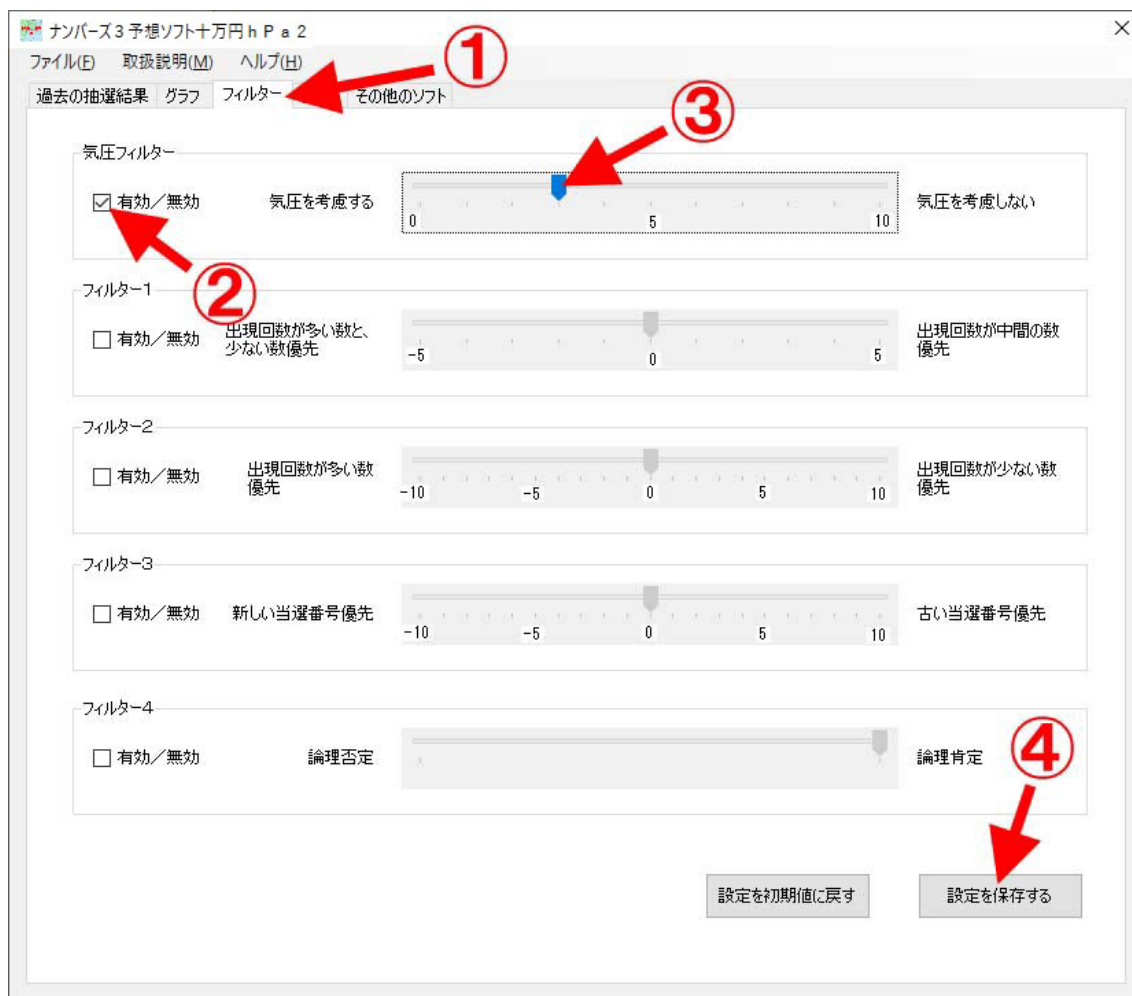 ナンバーズ3予想ソフト十万円hPa2
ファイル(F) 取扱説明(M) ヘルプ(H)
①
過去の抽選結果 グラフ フィルター その他のソフト
③
気圧フィルター
有効/無効 気圧を考慮する 気圧を考慮しない
0 5 10
②
フィルター1
有効/無効 出現回数が多い数と、 出現回数が中間の数
少ない数優先 優先
-5 0 5
フィルター2
有効/無効 出現回数が多い数 出現回数が少ない数
優先 優先
-10 -5 0 5 10
フィルター3
有効/無効 新しい当選番号優先 古い当選番号優先
-10 -5 0 5 10
フィルター4
有効/無効 論理否定 論理肯定
④
設定を初期値に戻す 設定を保存する